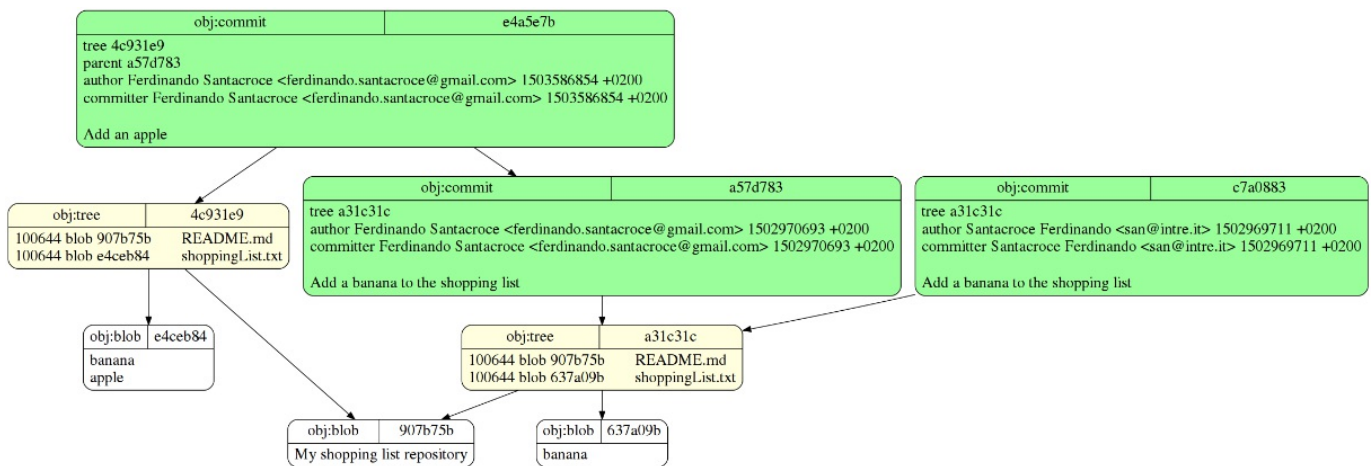 obj:commit e4a5e7b
tree 4c931e9
parent a57d783
author Ferdinando Santacroce <ferdinando.santacroce@gmail.com> 1503586854 +0200
committer Ferdinando Santacroce <ferdinando.santacroce@gmail.com> 1503586854 +0200
Add an apple
obj:tree 4c931e9
100644 blob 907b75b README.md
100644 blob e4ceb84 shoppingList.txt
obj:commit a57d783
tree a31c31c
author Ferdinando Santacroce <ferdinando.santacroce@gmail.com> 1502970693 +0200
committer Ferdinando Santacroce <ferdinando.santacroce@gmail.com> 1502970693 +0200
Add a banana to the shopping list
obj:commit c7a0883
tree a31c31c
author Santacroce Ferdinando <san@intre.it> 1502969711 +0200
committer Santacroce Ferdinando <san@intre.it> 1502969711 +0200
Add a banana to the shopping list
obj:blob e4ceb84
banana
apple
obj:tree a31c31c
100644 blob 907b75b README.md
100644 blob 637a09b shoppingList.txt
obj:blob 907b75b
My shopping list repository
obj:blob 637a09b
banana